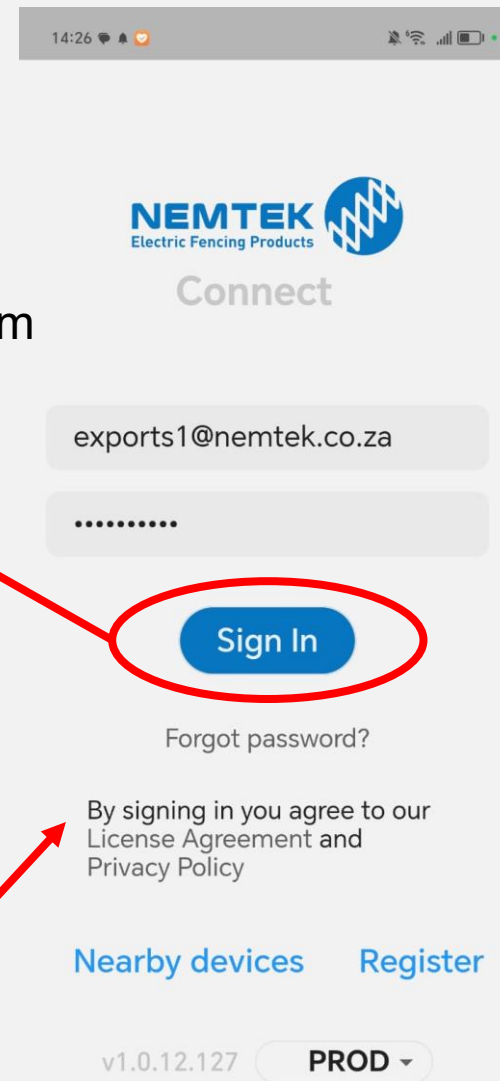 14:26
NEMTEK
Electric Fencing Products
Connect
m
exports1@nemtek.co.za
••••••••••
Sign In
Forgot password?
By signing in you agree to our
License Agreement and
Privacy Policy
Nearby devices Register
v1.0.12.127 PROD